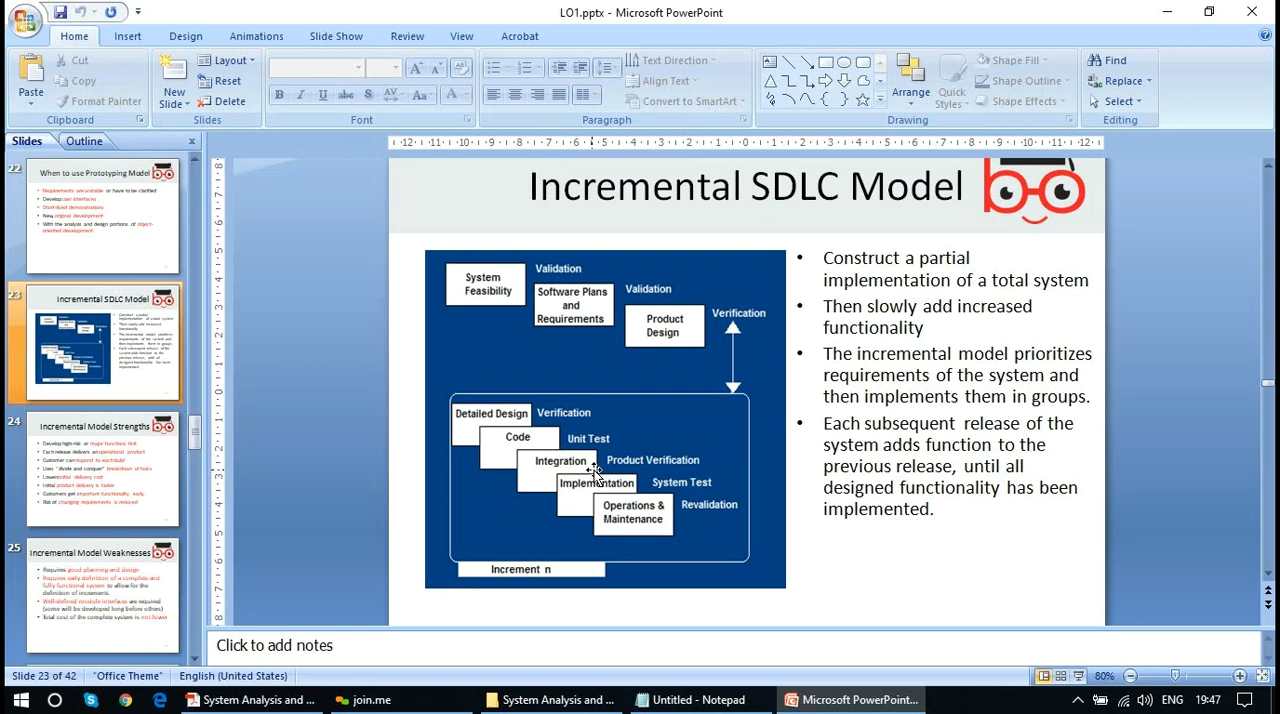 LO1.pptx - Microsoft PowerPoint
Home Insert Design Animations Slide Show Review View Acrobat
Paste
Cut
Copy
Format Painter
Clipboard
New
Slide
Layout
Reset
Delete
Slides
Font
Text Direction
Align Text
Convert to SmartArt
Paragraph
Arrange
Quick
Styles
Shape Fill
Shape Outline
Shape Effects
Drawing
Find
Replace
Select
Editing
Slides Outline
22
When to use Prototyping Model
• Requirements are unstable or have to be clarified
• Develop user interfaces
• Short-lived demonstrations
• New, original development
• With the analysis and design portions of object-
oriented development
23
Incremental SDLC Model
24
Incremental Model Strengths
• Develop high-risk or major functions first
• Each release delivers an operational product
• Customer can respond to each build
• Uses "divide and conquer" breakdown of tasks
• Lowers initial delivery cost
• Initial product delivery is faster
• Customers get important functionality early
• Risk of changing requirements is reduced
25
Incremental Model Weaknesses
• Requires good planning and design
• Requires early definition of a complete and
fully functional system to allow for the
definition of increments
• Well-defined module interfaces are required
(some will be developed long before others)
• Total cost of the complete system is not lower
Incremental SDLC Model
System
Feasibility
Validation
Software Plans
and
Requirements
Validation
Product
Design
Verification
Detailed Design
Verification
Code
Unit Test
Integration
Product Verification
Implementation
System Test
Operations &
Maintenance
Revalidation
Increment n
• Construct a partial
implementation of a total system
• Then slowly add increased
functionality
• The incremental model prioritizes
requirements of the system and
then implements them in groups.
• Each subsequent release of the
system adds function to the
previous release, until all
designed functionality has been
implemented.
Click to add notes
Slide 23 of 42 "Office Theme" English (United States) 80%
System Analysis and ... join.me System Analysis and ... Untitled - Notepad Microsoft PowerPoint... ENG 19:47